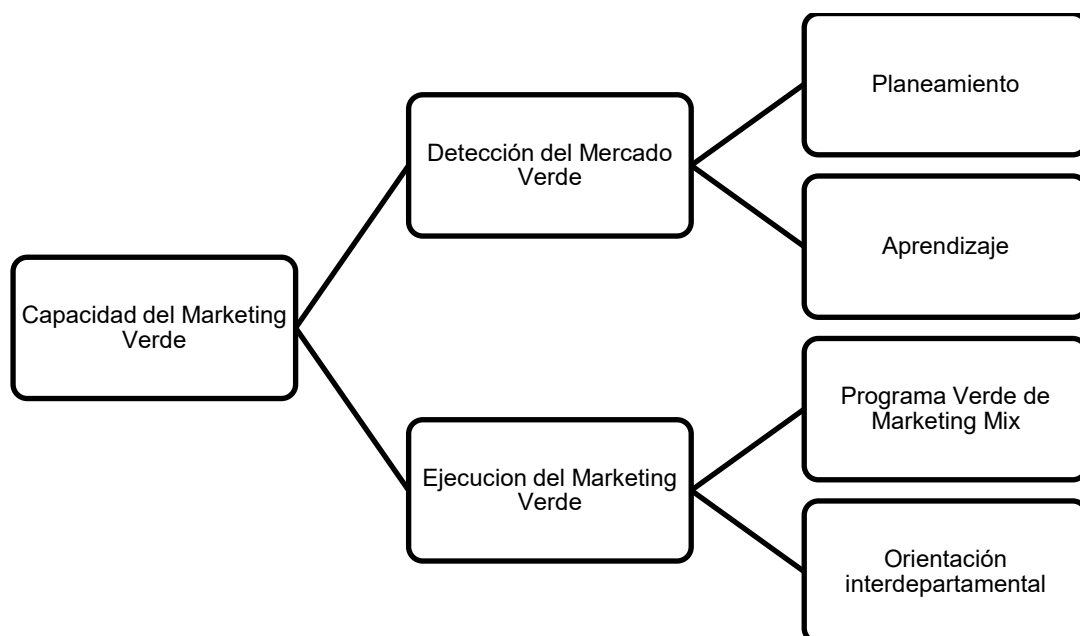 Planeamiento
Detección del Mercado
Verde
Aprendizaje
Capacidad del Marketing
Verde
Programa Verde de
Marketing Mix
Ejecucion del Marketing
Verde
Orientación
interdepartamental